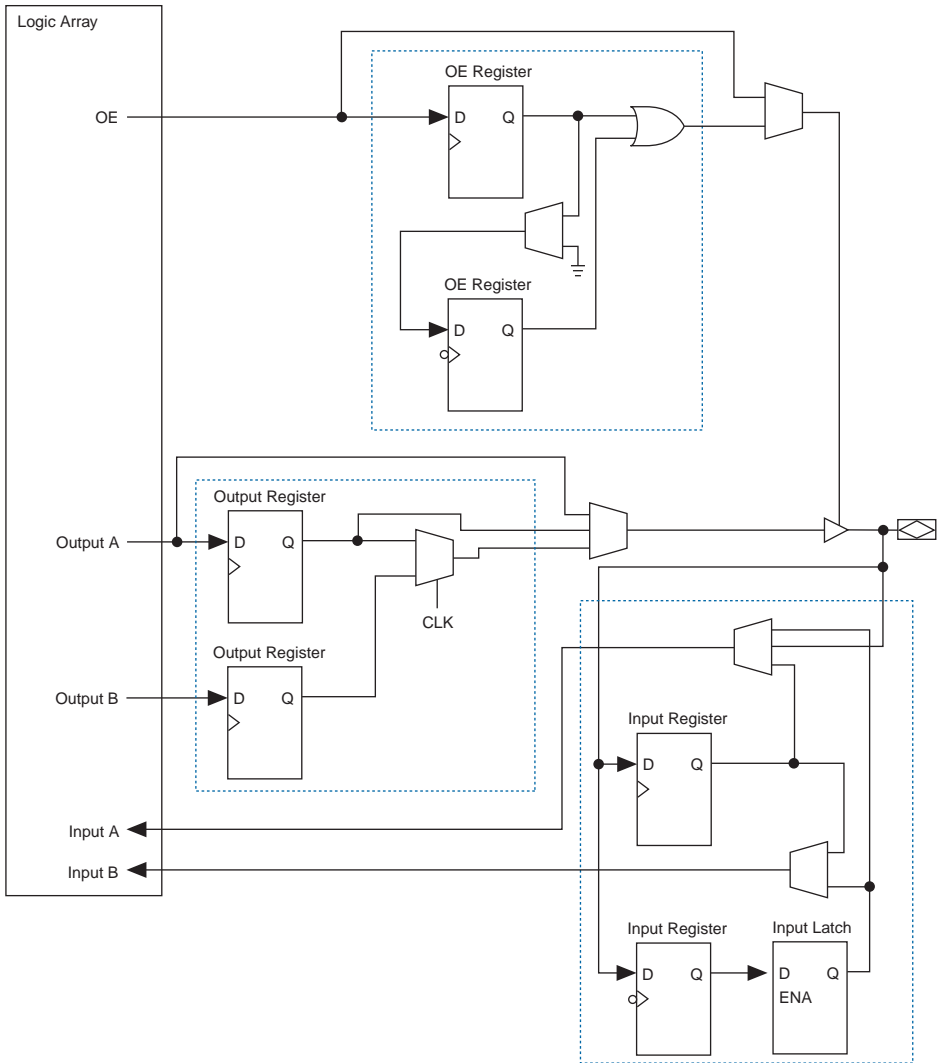 Logic Array
OE Register
OE
D Q
OE Register
D Q
Output Register
Output A
D Q
CLK
Output Register
Output B
D Q
Input Register
D Q
Input A
Input B
Input Register
Input Latch
D Q
D Q
ENA